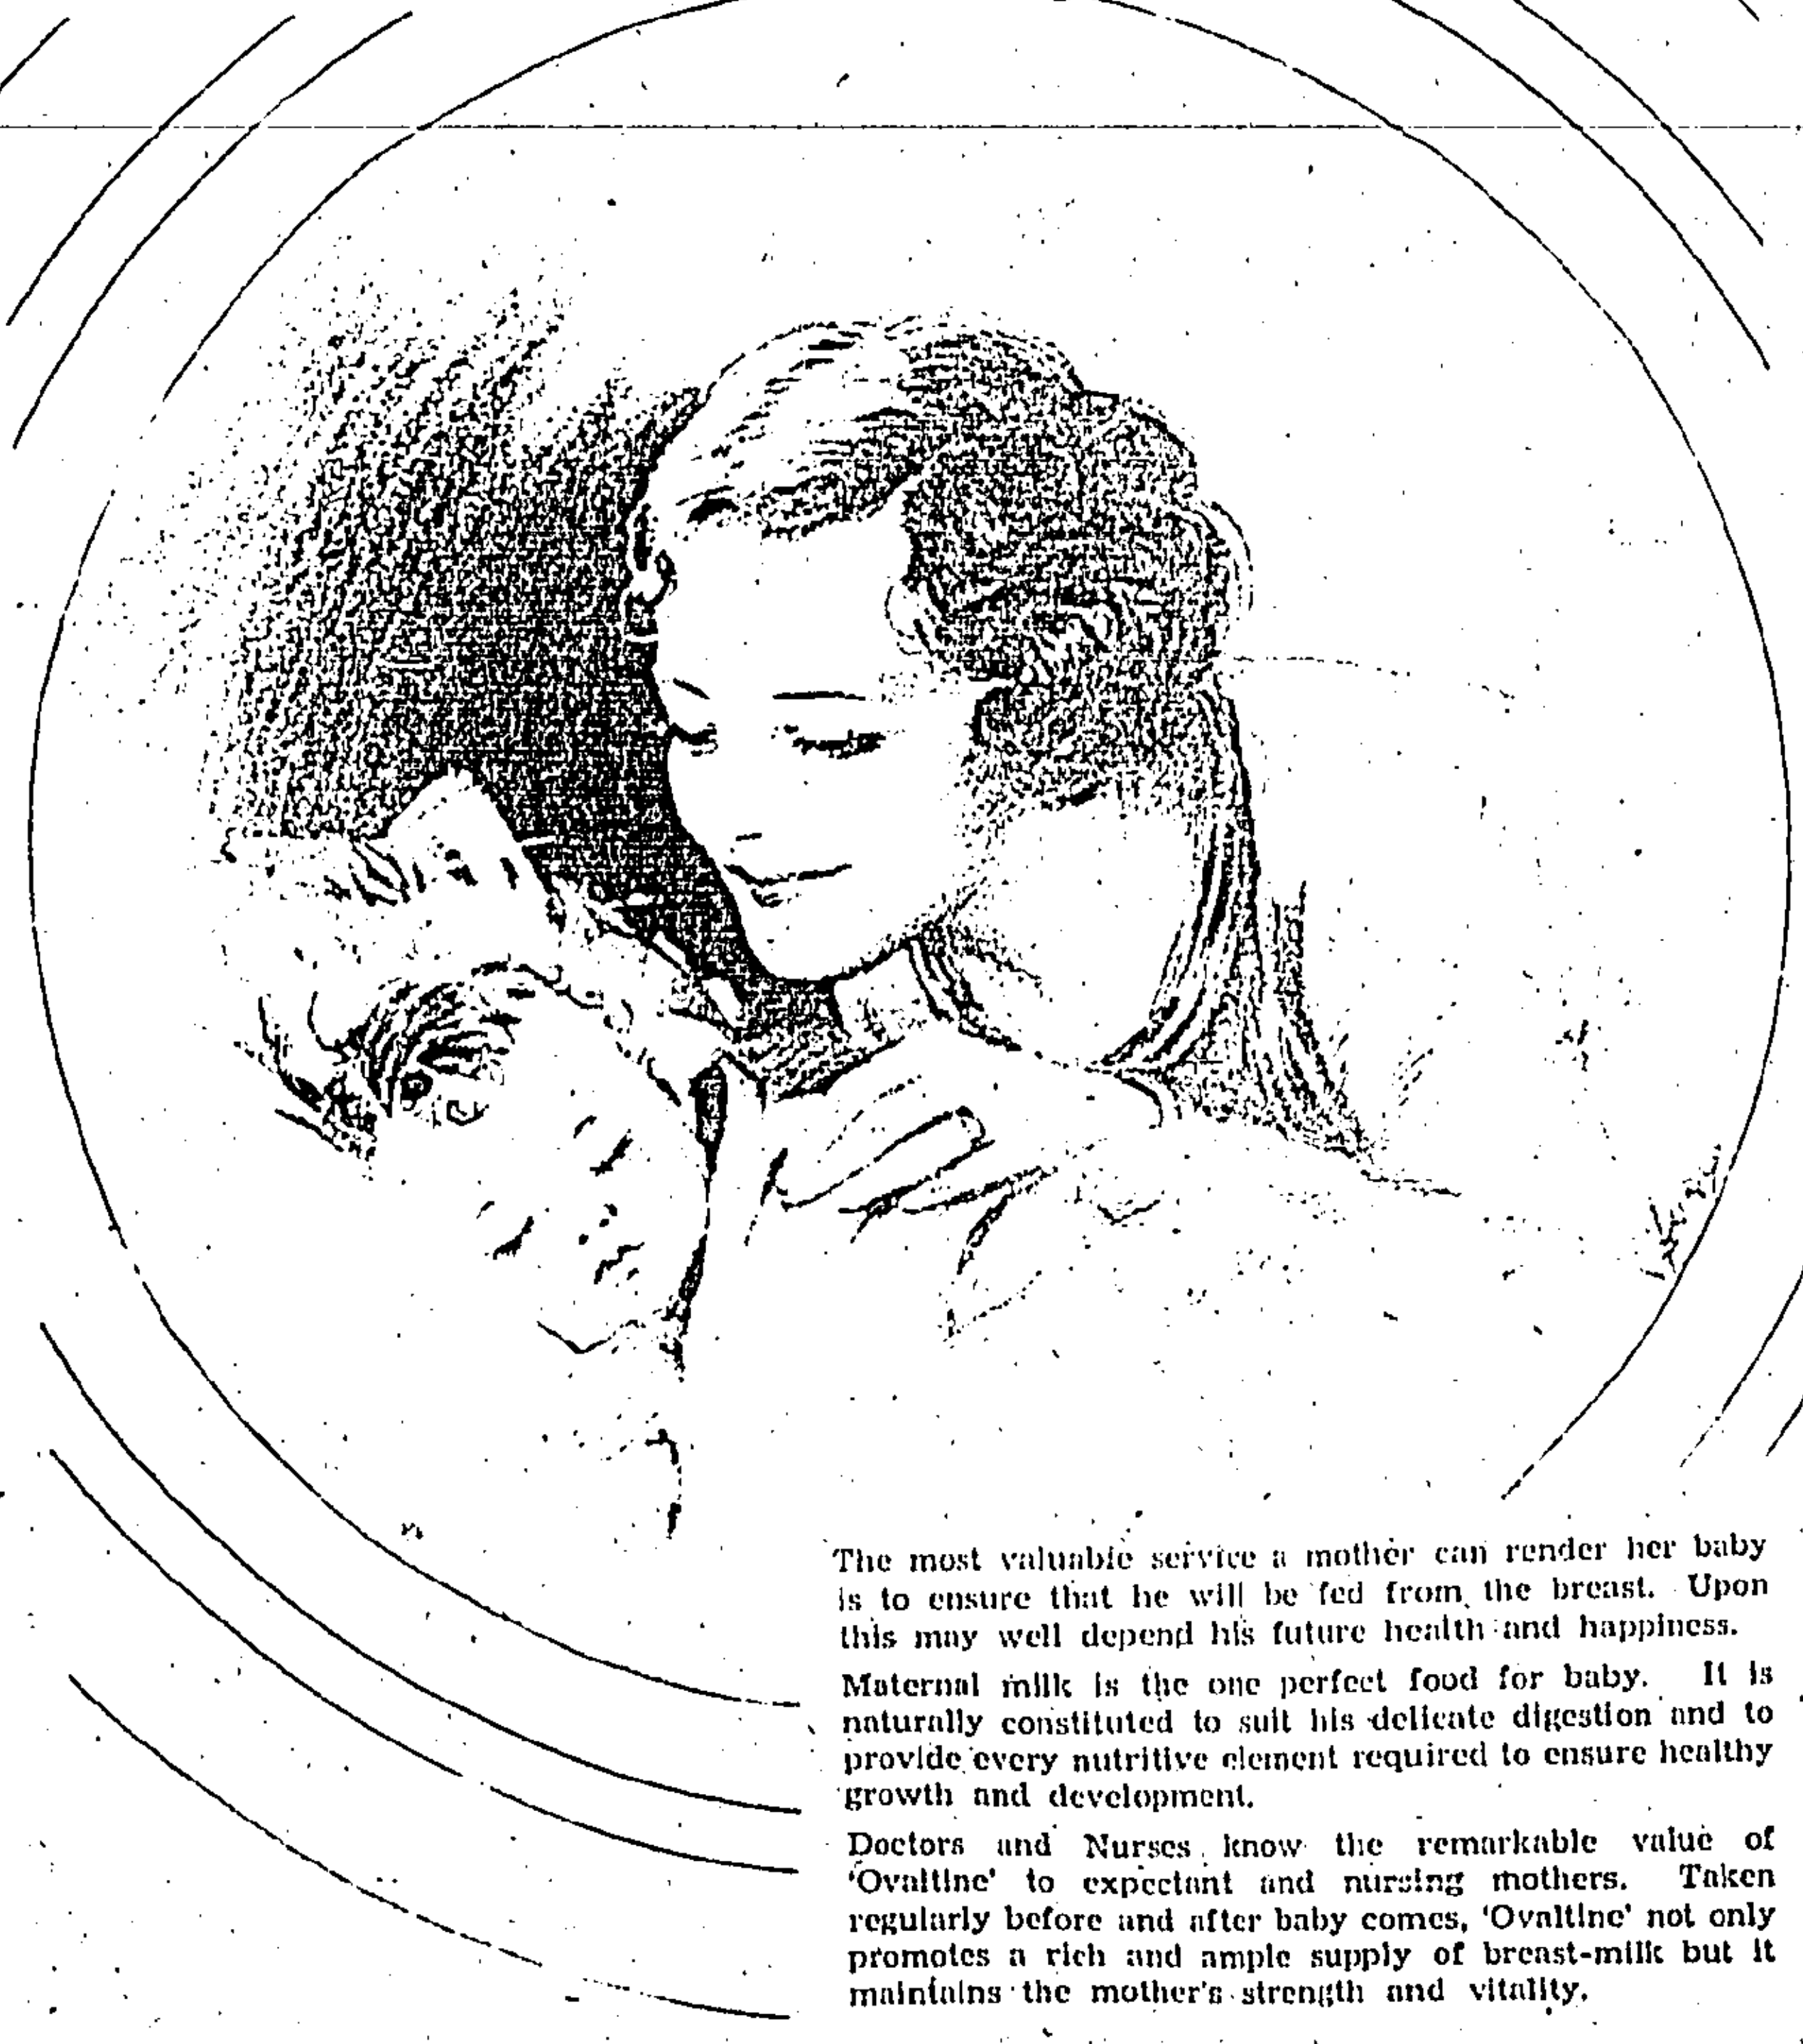 The most valuable service a mother can render her baby
is to ensure that he will be fed from the breast. Upon
this may well depend his future health and happiness.
Maternal milk is the one perfect food for baby. It is
naturally constituted to suit his delicate digestion and to
provide every nutritive element required to ensure healthy
growth and development.
Doctors and Nurses know the remarkable value of
'Ovaltine' to expectant and nursing mothers. Taken
regularly before and after baby comes, 'Ovaltine' not only
promotes a rich and ample supply of breast-milk but it
maintains the mother's strength and vitality.